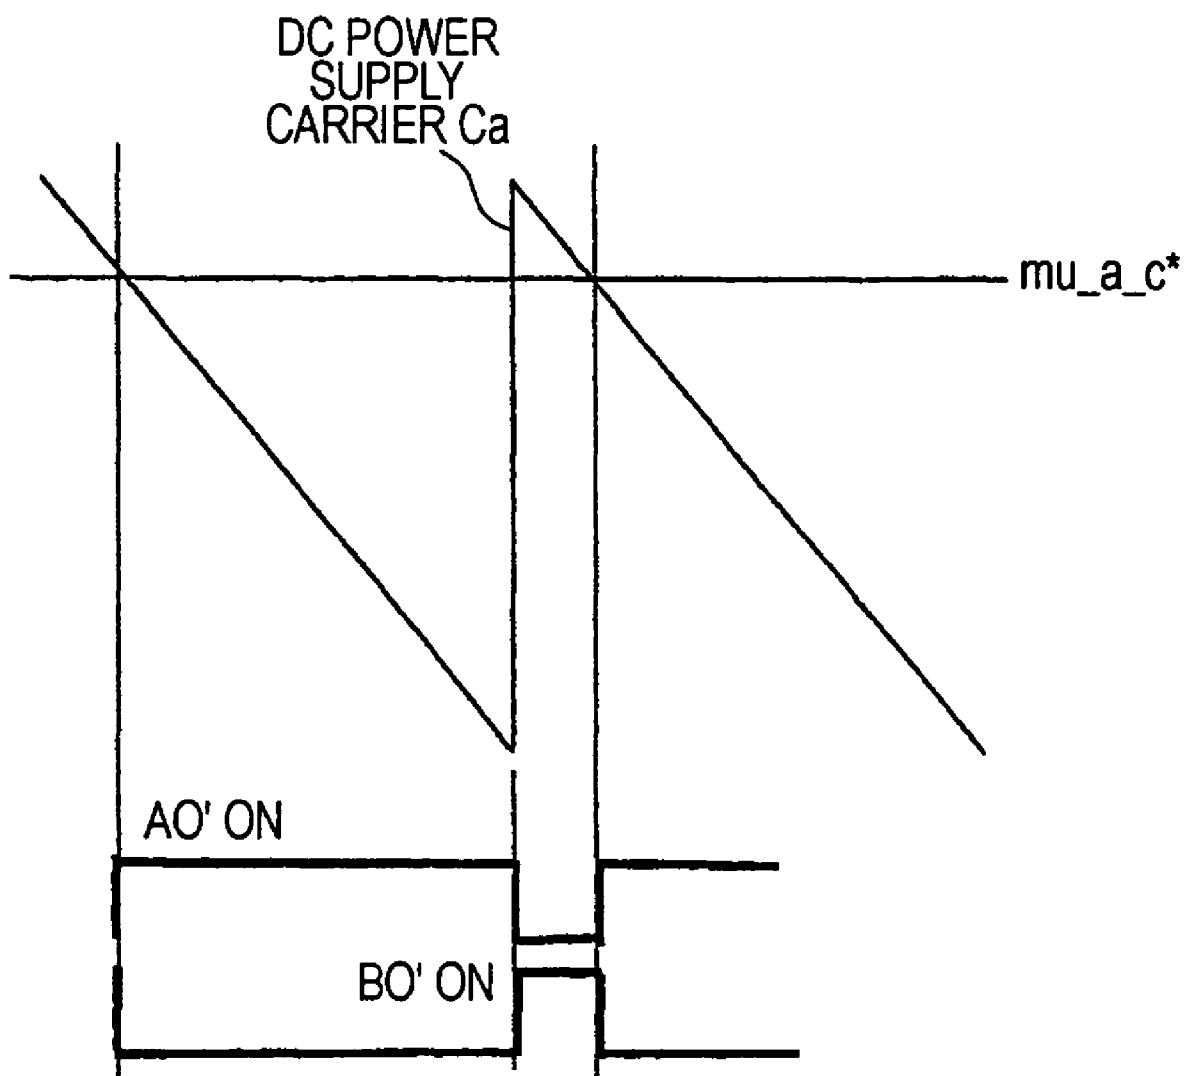 DC POWER
SUPPLY
CARRIER Ca
mu_a_c*
AO' ON
BO' ON